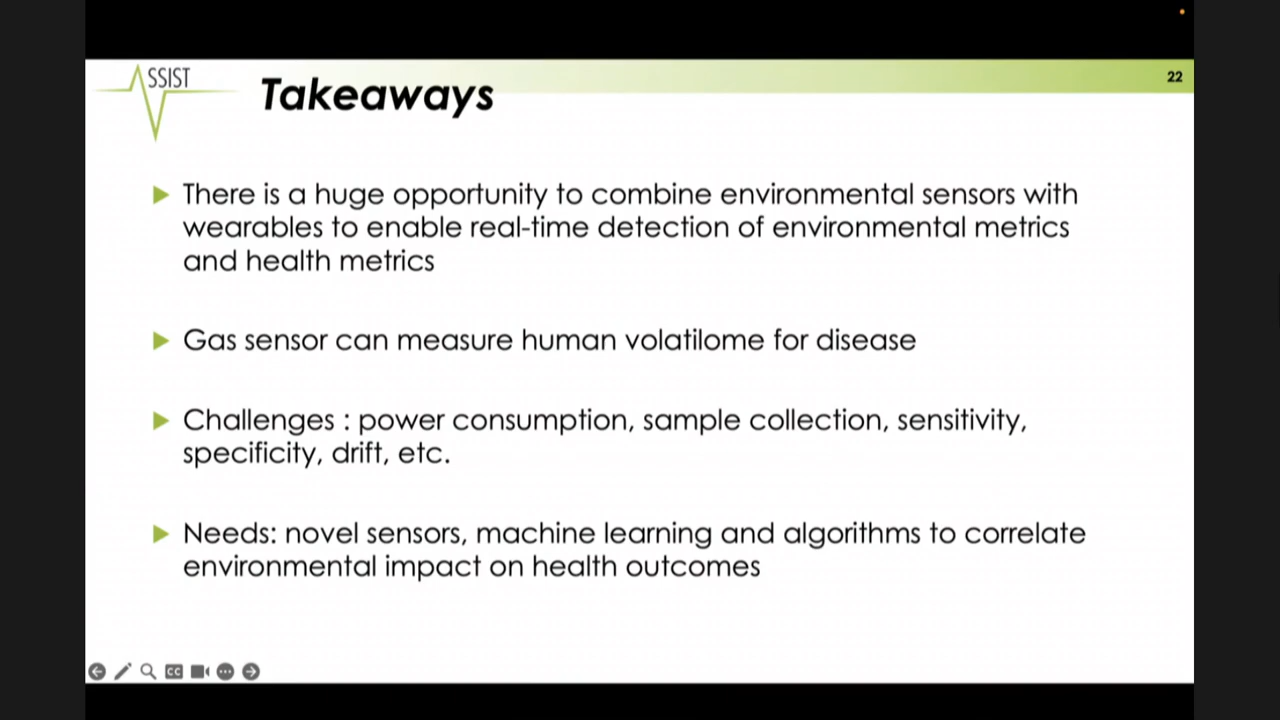 SSIST
Takeaways
22
There is a huge opportunity to combine environmental sensors with
wearables to enable real-time detection of environmental metrics
and health metrics
Gas sensor can measure human volatilome for disease
Challenges : power consumption, sample collection, sensitivity,
specificity, drift, etc.
Needs: novel sensors, machine learning and algorithms to correlate
environmental impact on health outcomes
CC